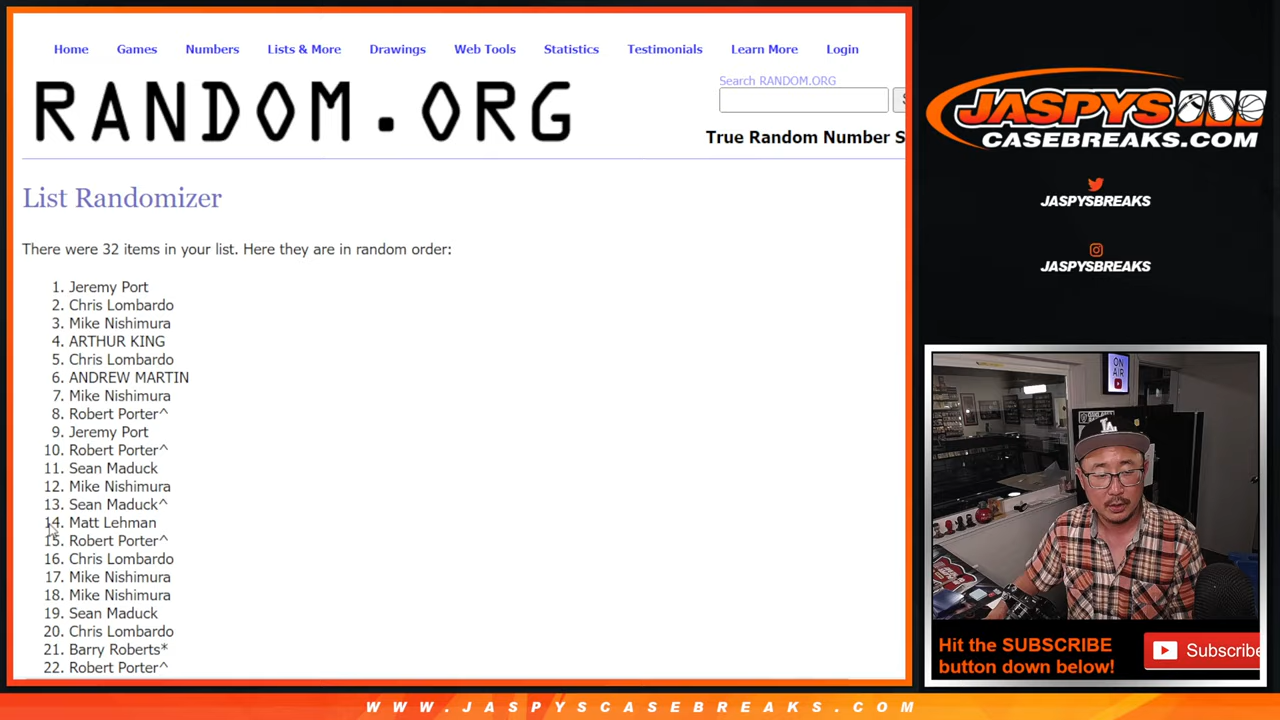 Home Games Numbers Lists & More Drawings Web Tools Statistics Testimonials Learn More Login
RANDOM.ORG
Search RANDOM.ORG
True Random Number S
List Randomizer
There were 32 items in your list. Here they are in random order:
1. Jeremy Port
2. Chris Lombardo
3. Mike Nishimura
4. ARTHUR KING
5. Chris Lombardo
6. ANDREW MARTIN
7. Mike Nishimura
8. Robert Porter^
9. Jeremy Port
10. Robert Porter^
11. Sean Maduck
12. Mike Nishimura
13. Sean Maduck^
14. Matt Lehman
15. Robert Porter^
16. Chris Lombardo
17. Mike Nishimura
18. Mike Nishimura
19. Sean Maduck
20. Chris Lombardo
21. Barry Roberts*
22. Robert Porter^
JASPYS
CASEBREAKS.COM
JASPYSBREAKS
JASPYSBREAKS
ON
AIR
LA
Hit the SUBSCRIBE
button down below!
Subscribe
WWW.JASPYSCASEBREAKS.COM